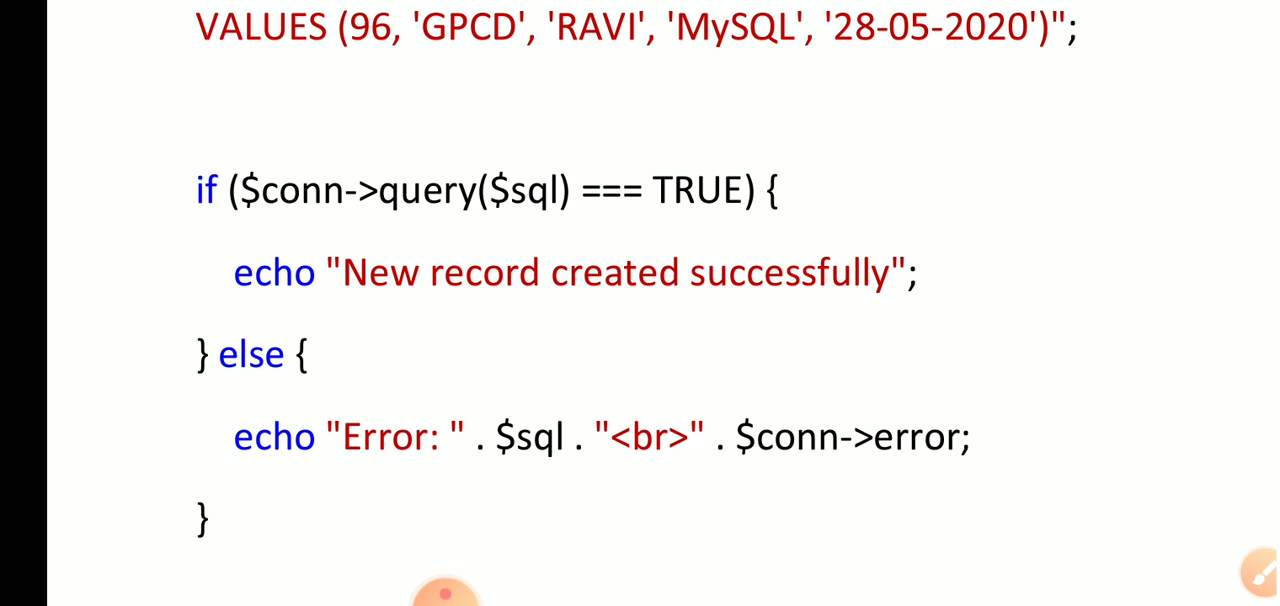 VALUES (96, 'GPCD', 'RAVI', 'MySQL', '28-05-2020')";
if ($conn->query($sql) === TRUE) {
echo "New record created successfully";
} else {
echo "Error: " . $sql . "<br>" . $conn->error;
}